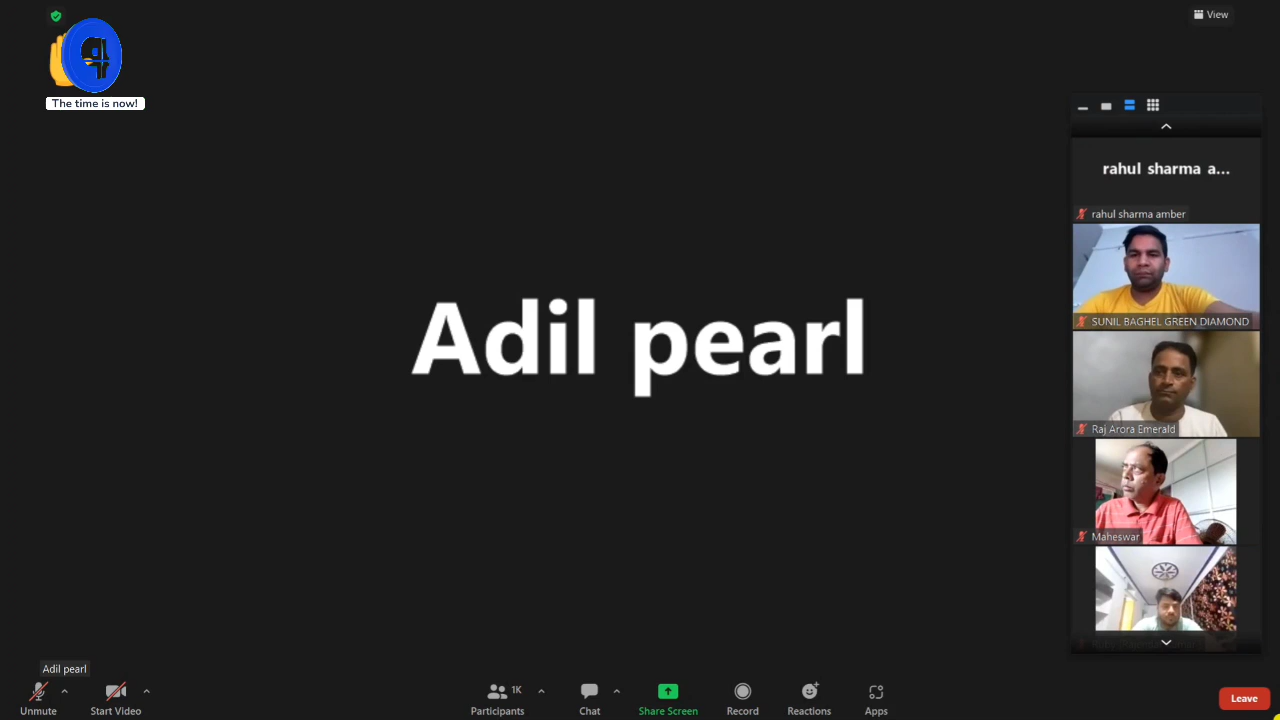 The time is now!
View
rahul sharma a...
rahul sharma amber
SUNIL BAGHEL GREEN DIAMOND
Adil pearl
Raj Arora Emerald
Maheswar
Adil pearl
Unmute
Start Video
Participants
1K
Chat
Share Screen
Record
Reactions
Apps
Leave